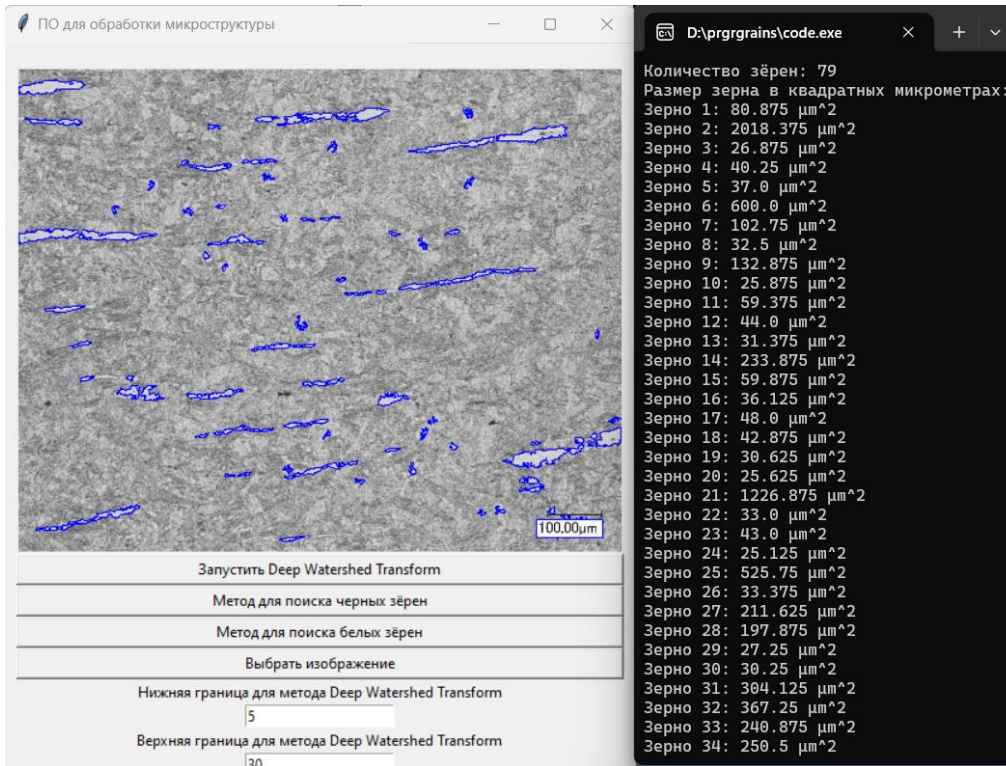 ПО для обработки микроструктуры
100.00µm
Запустить Deep Watershed Transform
Метод для поиска черных зёрен
Метод для поиска белых зёрен
Выбрать изображение
Нижняя граница для метода Deep Watershed Transform
5
Верхняя граница для метода Deep Watershed Transform
30
D:\prgrgrains\code.exe
Количество зёрен: 79
Размер зерна в квадратных микрометрах:
Зерно 1: 80.875 µm^2
Зерно 2: 2018.375 µm^2
Зерно 3: 26.875 µm^2
Зерно 4: 40.25 µm^2
Зерно 5: 37.0 µm^2
Зерно 6: 600.0 µm^2
Зерно 7: 102.75 µm^2
Зерно 8: 32.5 µm^2
Зерно 9: 132.875 µm^2
Зерно 10: 25.875 µm^2
Зерно 11: 59.375 µm^2
Зерно 12: 44.0 µm^2
Зерно 13: 31.375 µm^2
Зерно 14: 233.875 µm^2
Зерно 15: 59.875 µm^2
Зерно 16: 36.125 µm^2
Зерно 17: 48.0 µm^2
Зерно 18: 42.875 µm^2
Зерно 19: 30.625 µm^2
Зерно 20: 25.625 µm^2
Зерно 21: 1226.875 µm^2
Зерно 22: 33.0 µm^2
Зерно 23: 43.0 µm^2
Зерно 24: 25.125 µm^2
Зерно 25: 525.75 µm^2
Зерно 26: 33.375 µm^2
Зерно 27: 211.625 µm^2
Зерно 28: 197.875 µm^2
Зерно 29: 27.25 µm^2
Зерно 30: 30.25 µm^2
Зерно 31: 304.125 µm^2
Зерно 32: 367.25 µm^2
Зерно 33: 240.875 µm^2
Зерно 34: 250.5 µm^2